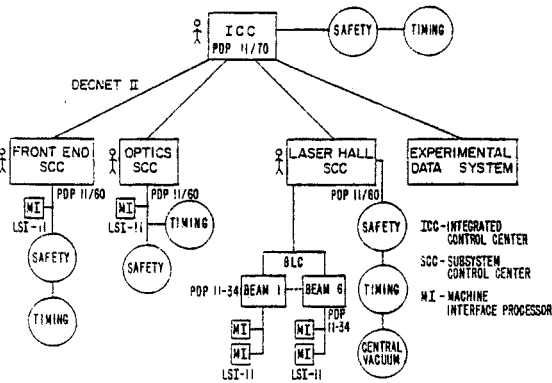 ICC
PDP 11/70
SAFETY
TIMING
DECNET II
FRONT END
SCC
OPTICS
SCC
LASER HALL
SCC
EXPERIMENTAL
DATA SYSTEM
PDP 11/60
PDP 11/60
PDP 11/60
MI
LSI-11
MI
LSI-11
TIMING
SAFETY
SAFETY
SAFETY
TIMING
TIMING
CENTRAL
VACUUM
BLC
PDP 11-34
BEAM 1
BEAM 6
PDP
11-34
MI
MI
LSI-11
MI
MI
LSI-11
ICC-INTEGRATED
CONTROL CENTER
SCC-SUBSYSTEM
CONTROL CENTER
MI-MACHINE
INTERFACE PROCESSOR